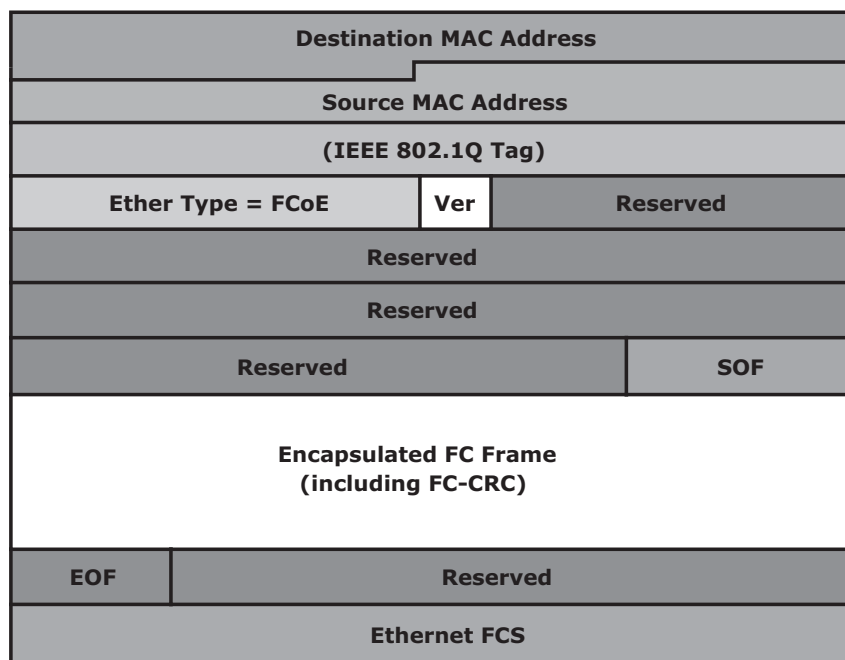 Destination MAC Address
Source MAC Address
(IEEE 802.1Q Tag)
Ether Type = FCoE Ver Reserved
Reserved
Reserved
Reserved SOF
Encapsulated FC Frame
(including FC-CRC)
EOF Reserved
Ethernet FCS